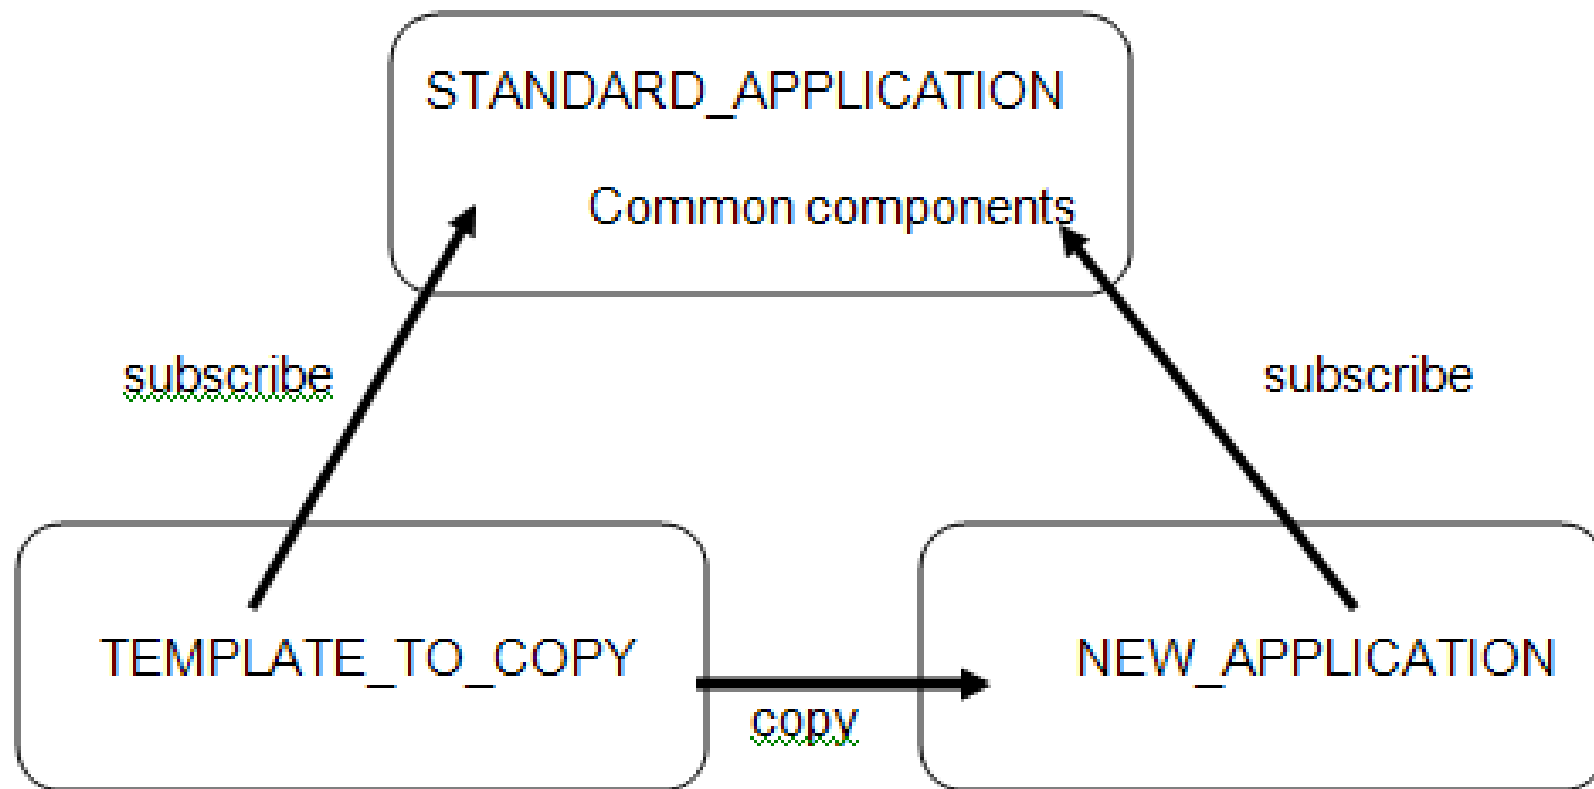 STANDARD_APPLICATION
Common components
subscribe
subscribe
TEMPLATE_TO_COPY
NEW_APPLICATION
copy